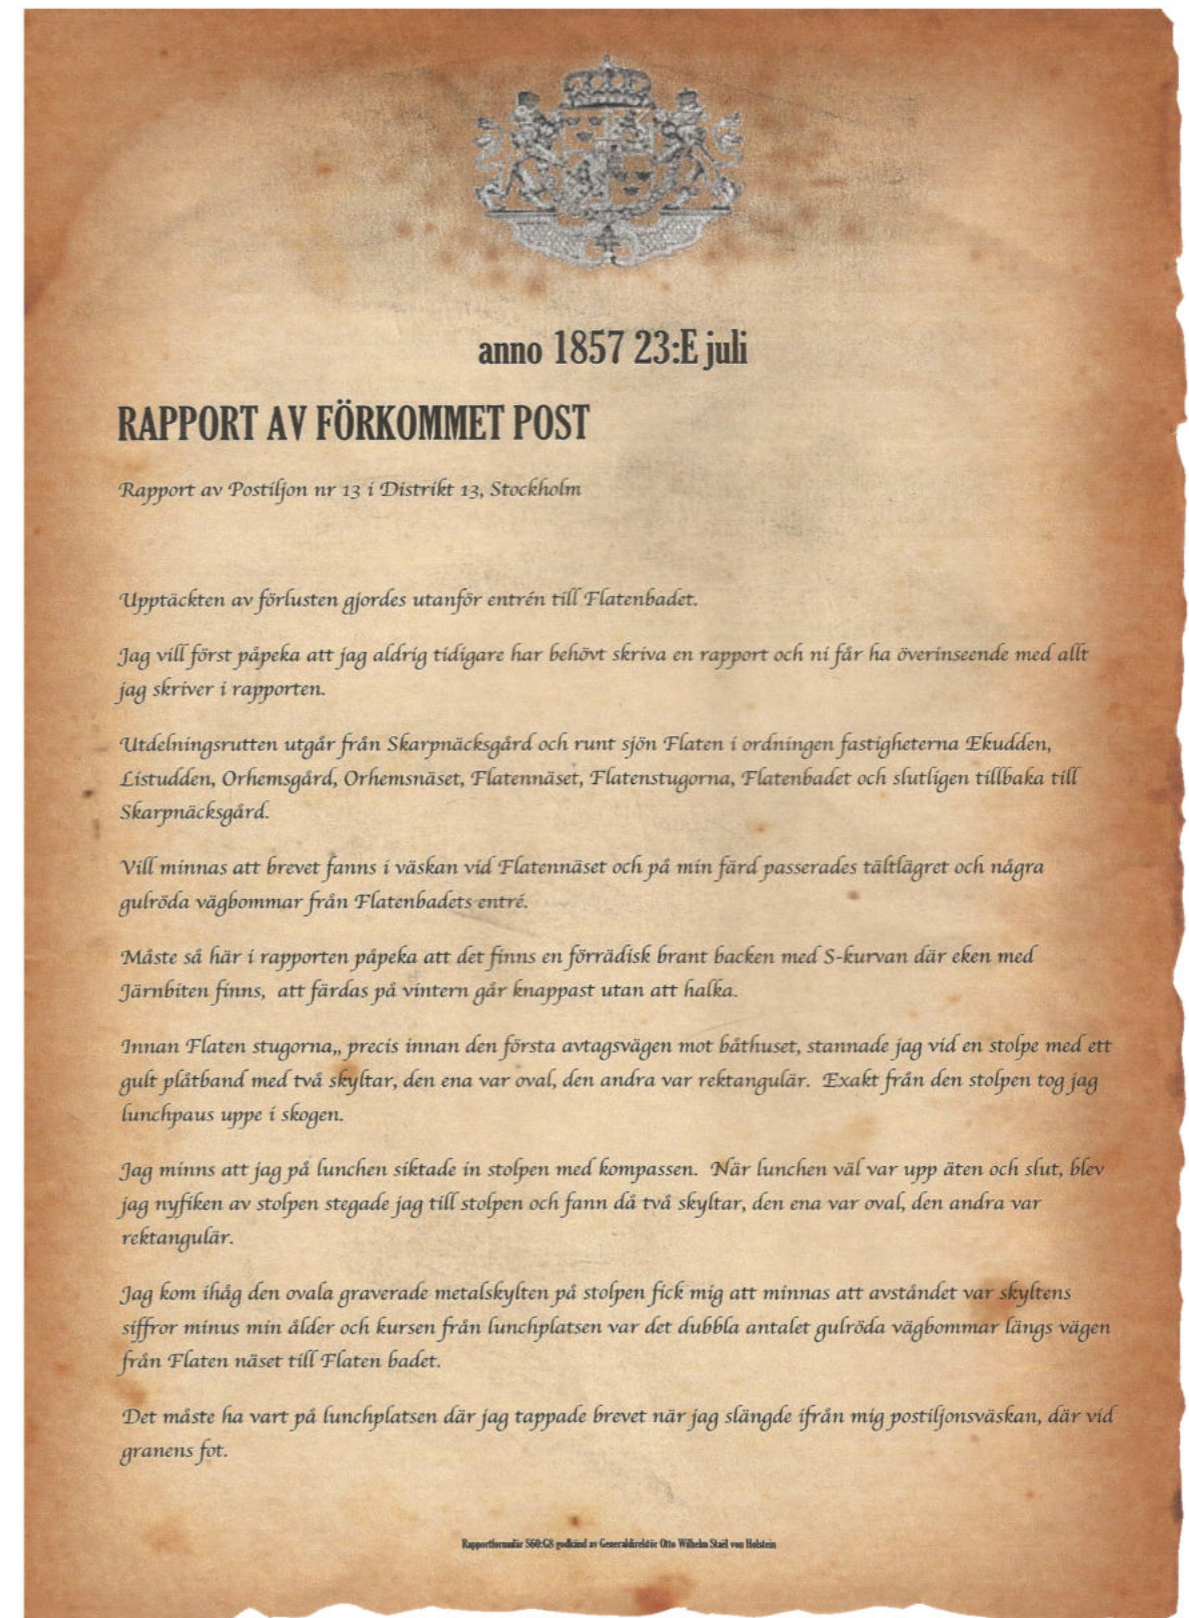 anno 1857 23:E juli
RAPPORT AV FÖRKOMMET POST
Rapport av Postiljon nr 13 i Distrikt 13, Stockholm
Upptäckten av förlusten gjordes utanför entrén till Flatenbadet.
Jag vill först påpeka att jag aldrig tidigare har behövt skriva en rapport och ni får ha överinseende med allt
jag skriver i rapporten.
Utdelningsrutten utgår från Skarpnäcksgård och runt sjön Flaten i ordningen fastigheterna Ekudden,
Listudden, Orhemsgård, Orhemsnäset, Flatennäset, Flatenstugorna, Flatenbadet och slutligen tillbaka till
Skarpnäcksgård.
Vill minnas att brevet fanns i väskan vid Flatennäset och på min färd passerades tältlägret och några
gulröda vägbommar från Flatenbadets entré.
Måste så här i rapporten påpeka att det finns en förrädisk brant backen med S-kurvan där eken med
Järnbiten finns, att färdas på vintern går knappast utan att halka.
Innan Flaten stugorna,, precis innan den första avtagsvägen mot båthuset, stannade jag vid en stolpe med ett
gult plåtband med två skyltar, den ena var oval, den andra var rektangulär. Exakt från den stolpen tog jag
lunchpaus uppe i skogen.
Jag minns att jag på lunchen siktade in stolpen med kompassen. När lunchen väl var upp äten och slut, blev
jag nyfiken av stolpen stegade jag till stolpen och fann då två skyltar, den ena var oval, den andra var
rektangulär.
Jag kom ihåg den ovala graverade metalskylten på stolpen fick mig att minnas att avståndet var skyltens
siffror minus min ålder och kursen från lunchplatsen var det dubbla antalet gulröda vägbommar längs vägen
från Flaten näset till Flaten badet.
Det måste ha vart på lunchplatsen där jag tappade brevet när jag slängde ifrån mig postiljonsväskan, där vid
granens fot.
Rapportformulär S60:G8 godkänd av Generaldirektör Otto Wilhelm Staël von Holstein